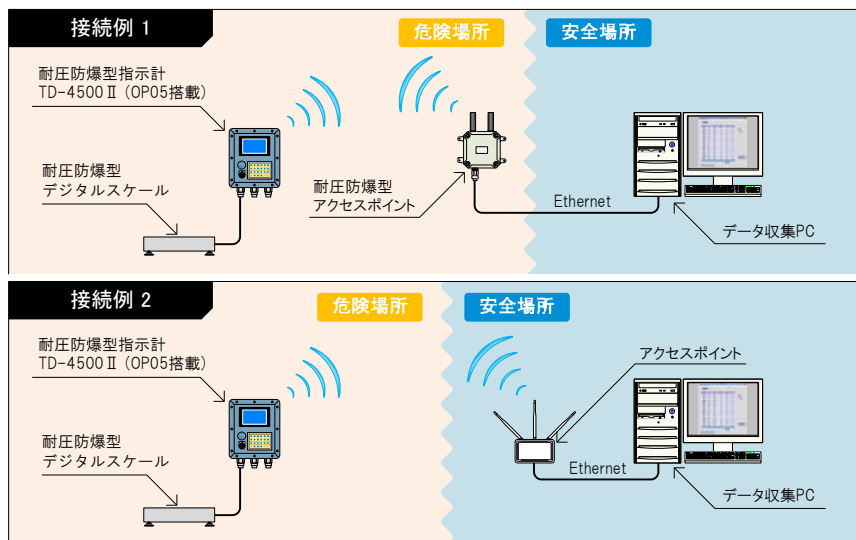 接続例 1
危険場所
安全場所
耐圧防爆型指示計
TD-4500Ⅱ（OP05搭載）
耐圧防爆型
デジタルスケール
耐圧防爆型
アクセスポイント
Ethernet
データ収集PC
接続例 2
危険場所
安全場所
耐圧防爆型指示計
TD-4500Ⅱ（OP05搭載）
アクセスポイント
耐圧防爆型
デジタルスケール
Ethernet
データ収集PC